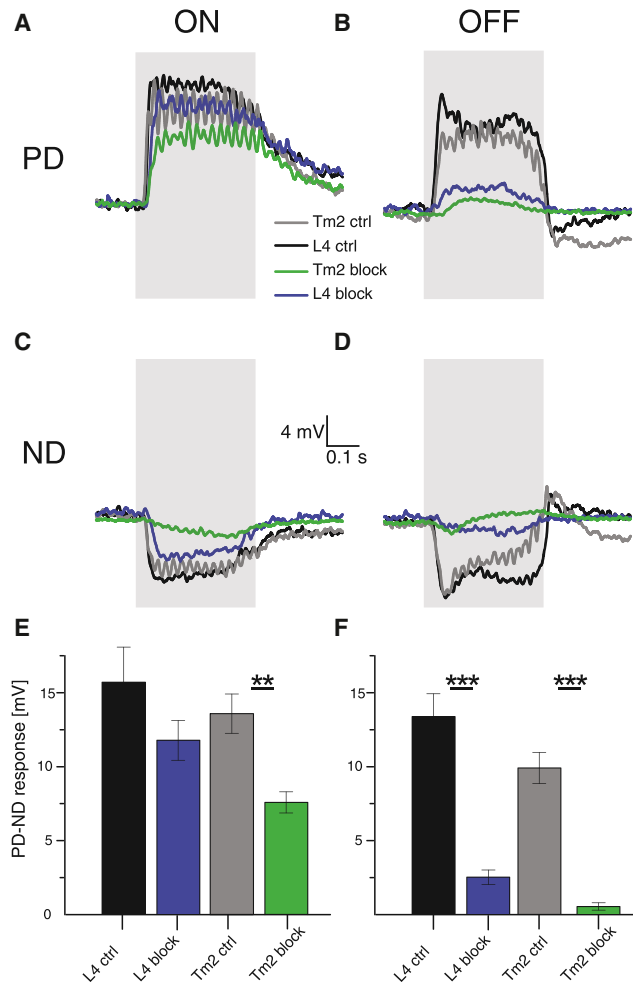 A ON B OFF
PD
Tm2 ctrl
L4 ctrl
Tm2 block
L4 block
C D
ND
4 mV
0.1 s
E F
PD-ND response [mV]
15
10
5
0
**
L4 ctrl
L4 block
Tm2 ctrl
Tm2 block
15
10
5
0
***
***
L4 ctrl
L4 block
Tm2 ctrl
Tm2 block